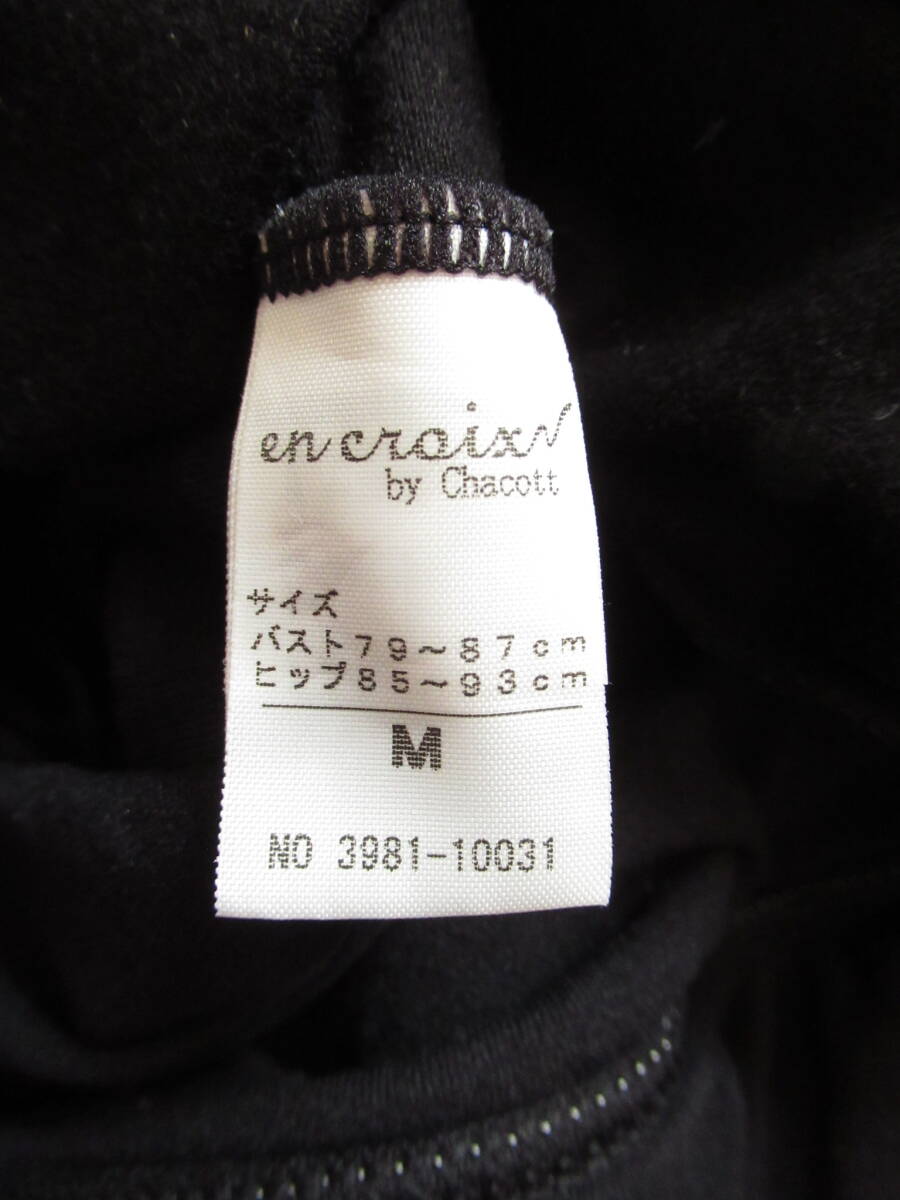 en croix
by Chacott
サイズ
バスト79～87cm
ヒップ85～93cm
M
NO 3981-10031